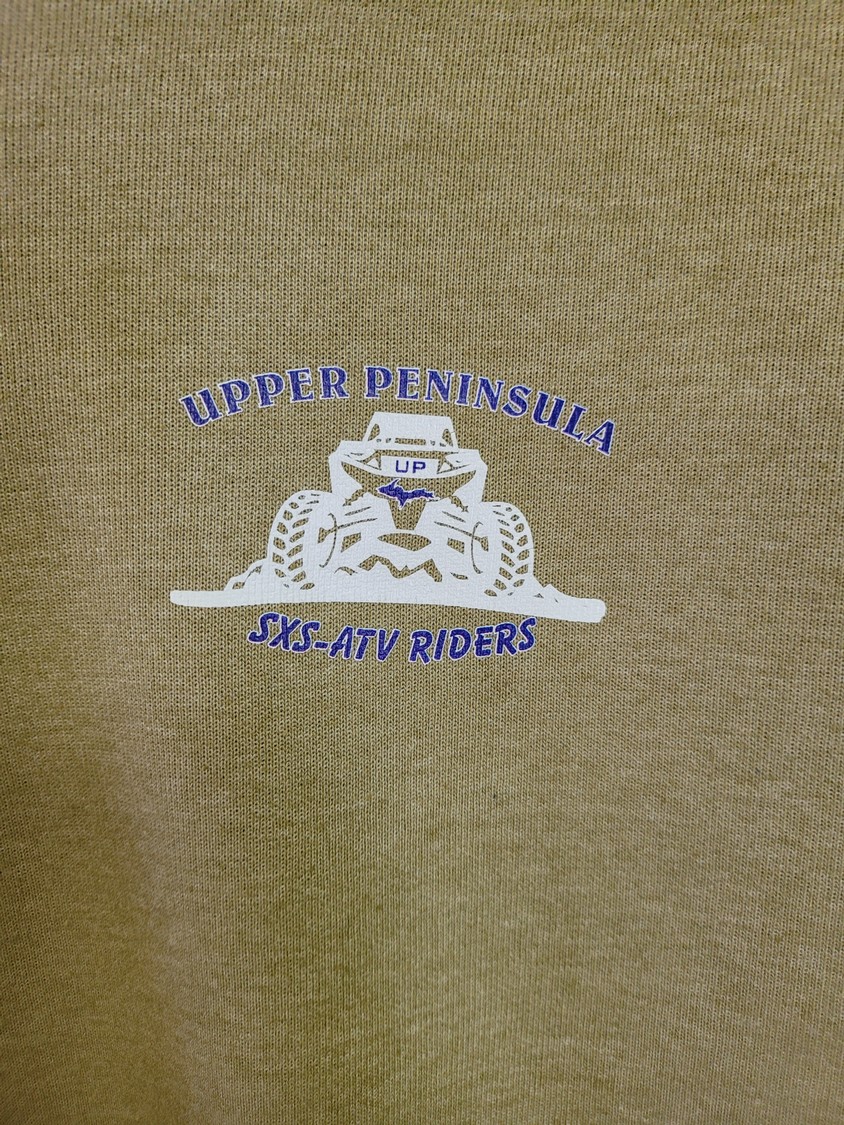 UPPER PENINSULA
UP
SXS-ATV RIDERS